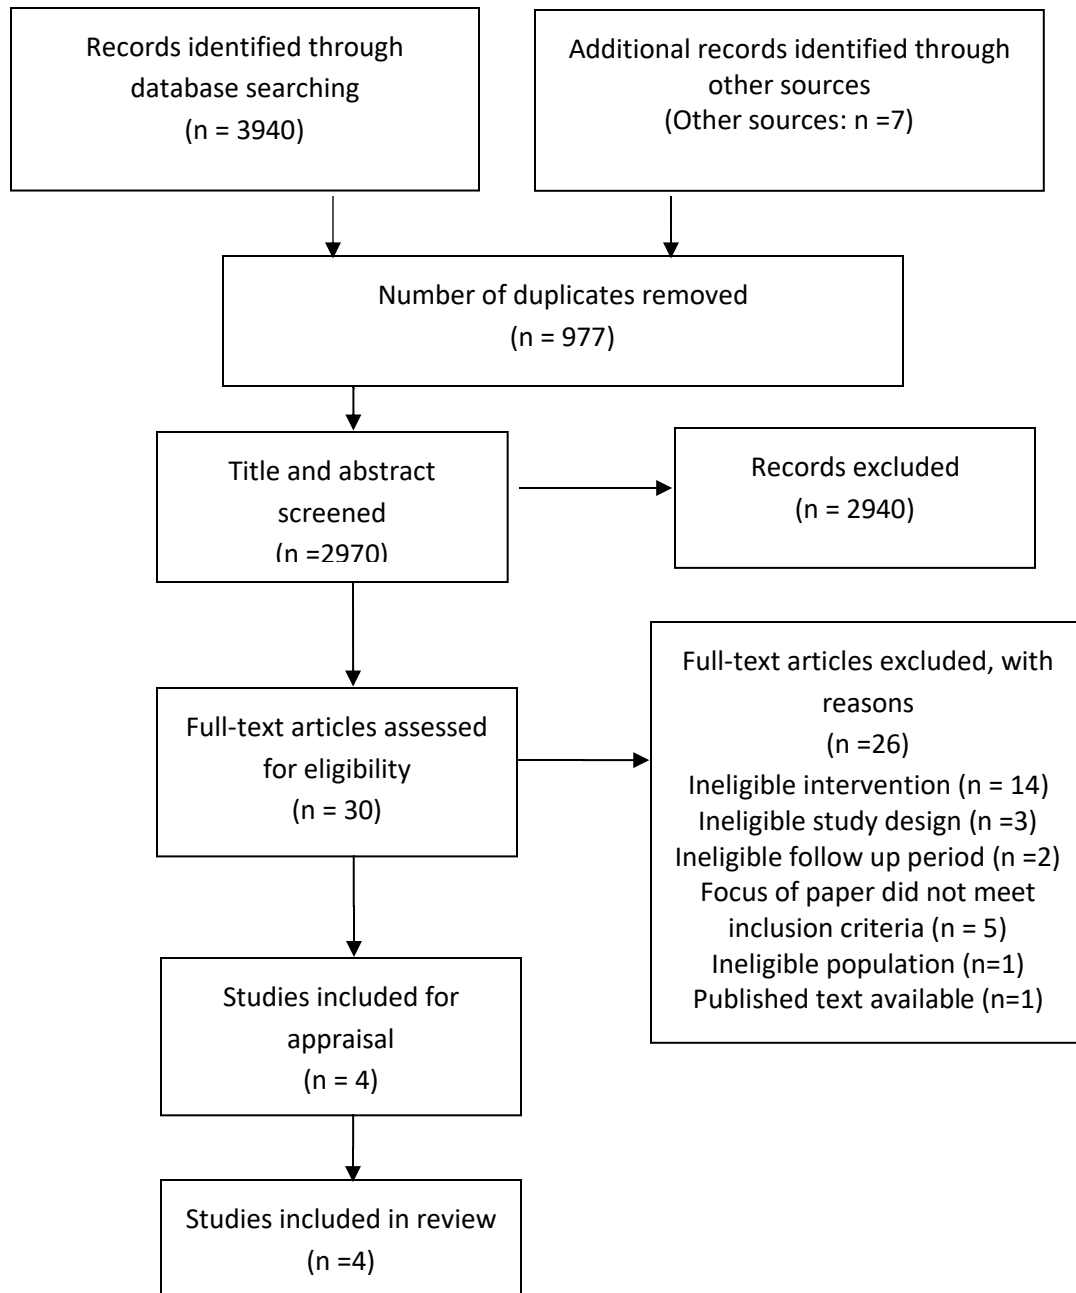 Records identified through
database searching
(n = 3940)
Additional records identified through
other sources
(Other sources: n =7)
Number of duplicates removed
(n = 977)
Title and abstract
screened
(n =2970)
Records excluded
(n = 2940)
Full-text articles assessed
for eligibility
(n = 30)
Full-text articles excluded, with
reasons
(n =26)
Ineligible intervention (n = 14)
Ineligible study design (n =3)
Ineligible follow up period (n =2)
Focus of paper did not meet
inclusion criteria (n = 5)
Ineligible population (n=1)
Published text available (n=1)
Studies included for
appraisal
(n = 4)
Studies included in review
(n =4)